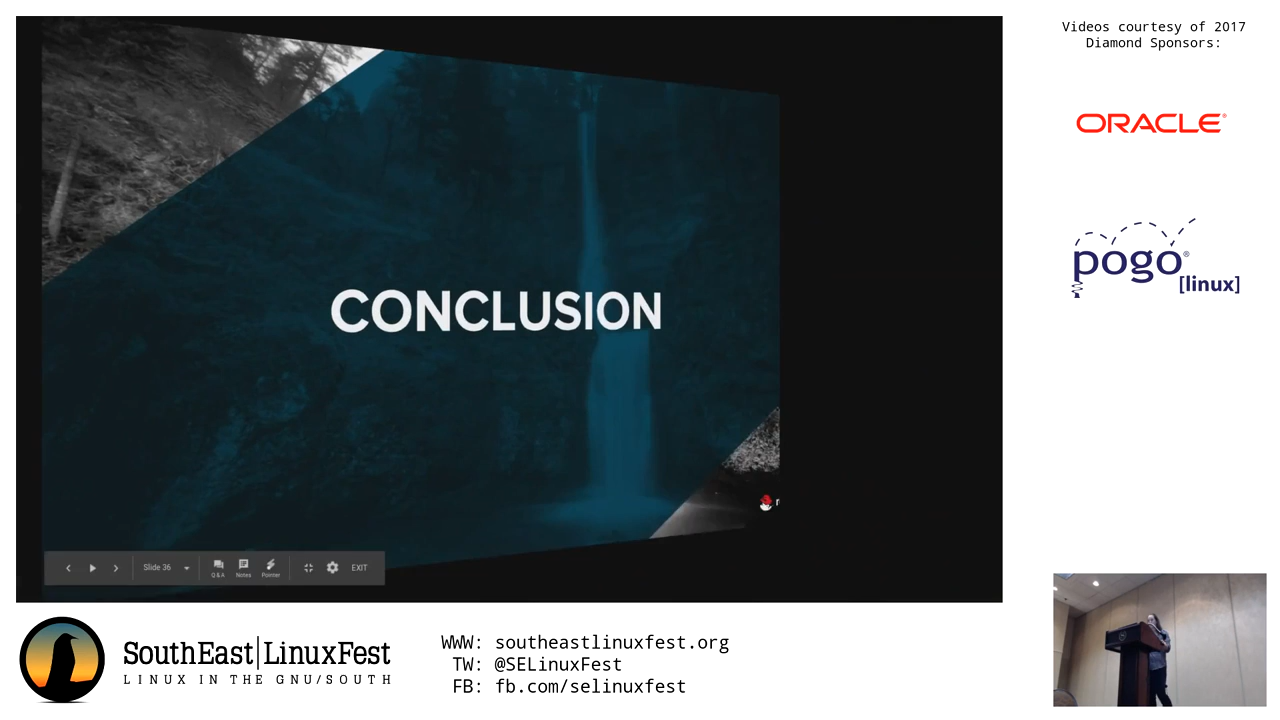 Videos courtesy of 2017
Diamond Sponsors:
ORACLE®
pogo®
[linux]
CONCLUSION
Slide 36
Q&A
Notes
Pointer
EXIT
SouthEast|LinuxFest
LINUX IN THE GNU/SOUTH
WWW: southeastlinuxfest.org
TW: @SELinuxFest
FB: fb.com/selinuxfest